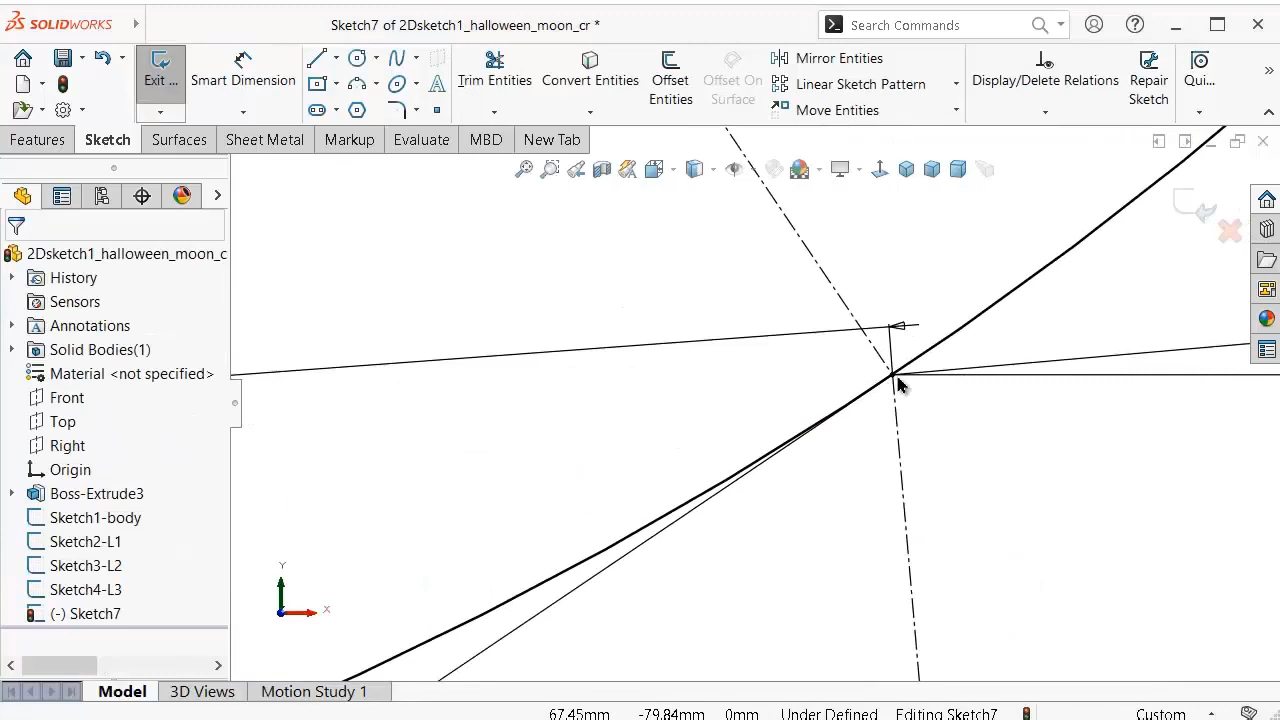 SOLIDWORKS
Sketch7 of 2Dsketch1_halloween_moon_cr *
Search Commands
Exit ...
Smart Dimension
Trim Entities
Convert Entities
Offset Entities
Offset On Surface
Mirror Entities
Linear Sketch Pattern
Move Entities
Display/Delete Relations
Repair Sketch
Qui...
Features
Sketch
Surfaces
Sheet Metal
Markup
Evaluate
MBD
New Tab
2Dsketch1_halloween_moon_c
History
Sensors
Annotations
Solid Bodies(1)
Material <not specified>
Front
Top
Right
Origin
Boss-Extrude3
Sketch1-body
Sketch2-L1
Sketch3-L2
Sketch4-L3
(-) Sketch7
Y
X
Model
3D Views
Motion Study 1
67.45mm
-79.84mm
0mm
Under Defined
Editing Sketch7
Custom